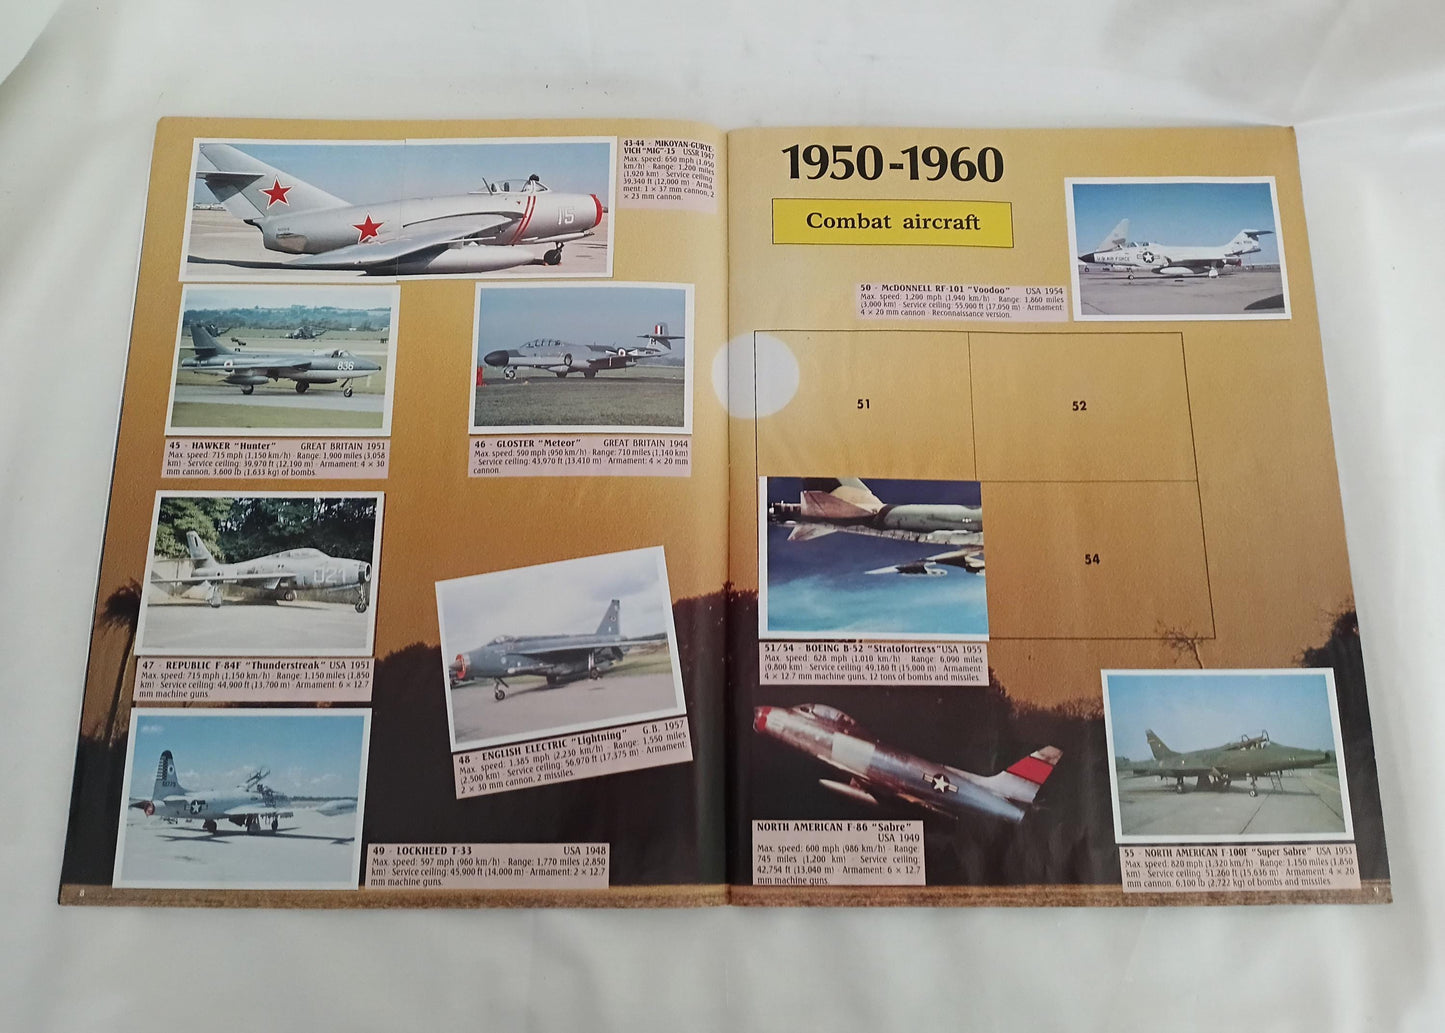 43-44 - MIKOYAN-GURYE-
VICH "MIG"-15 USSR 1947
Max. speed: 650 mph (1,050
km/h) - Range: 1,200 miles
(1,920 km) - Service ceiling:
39,340 ft (12,000 m) - Arma-
ment: 1 × 37 mm cannon, 2
× 23 mm cannon.
15
836
45 - HAWKER "Hunter" GREAT BRITAIN 1951
Max. speed: 715 mph (1,150 km/h) - Range: 1,900 miles (3,058
km) - Service ceiling: 39,970 ft (12,190 m) - Armament: 4 × 30
mm cannon, 3,600 lb (1,633 kg) of bombs.
46 - GLOSTER "Meteor" GREAT BRITAIN 1944
Max. speed: 590 mph (950 km/h) - Range: 710 miles (1,140 km)
- Service ceiling: 43,970 ft (13,410 m) - Armament: 4 × 20 mm
cannon.
021
47 - REPUBLIC F-84F "Thunderstreak" USA 1951
Max. speed: 715 mph (1,150 km/h) - Range: 1,150 miles (1,850
km) - Service ceiling: 44,900 ft (13,700 m) - Armament: 6 × 12.7
mm machine guns.
48 - ENGLISH ELECTRIC "Lightning" G.B. 1957
Max. speed: 1,385 mph (2,230 km/h) - Range: 1,550 miles
(2,500 km) - Service ceiling: 56,970 ft (17,375 m) - Armament:
2 × 30 mm cannon, 2 missiles.
49 - LOCKHEED T-33 USA 1948
Max. speed: 597 mph (960 km/h) - Range: 1,770 miles (2,850
km) - Service ceiling: 45,900 ft (14,000 m) - Armament: 2 × 12.7
mm machine guns.
8
1950-1960
Combat aircraft
U.S. AIR FORCE
50 - McDONNELL RF-101 "Voodoo" USA 1954
Max. speed: 1,200 mph (1,940 km/h) - Range: 1,860 miles
(3,000 km) - Service ceiling: 55,900 ft (17,050 m) - Armament:
4 × 20 mm cannon - Reconnaissance version.
51
52
54
51/54 - BOEING B-52 "Stratofortress" USA 1955
Max. speed: 628 mph (1,010 km/h) - Range: 6,090 miles
(9,800 km) - Service ceiling: 49,180 ft (15,000 m) - Armament:
4 × 12.7 mm machine guns. 12 tons of bombs and missiles.
NORTH AMERICAN F-86 "Sabre"
USA 1949
Max. speed: 600 mph (986 km/h) - Range:
745 miles (1,200 km) - Service ceiling:
42,754 ft (13,040 m) - Armament: 6 × 12.7
mm machine guns.
55 - NORTH AMERICAN F-100F "Super Sabre" USA 1953
Max. speed: 820 mph (1,320 km/h) - Range: 1,150 miles (1,850
km) - Service ceiling: 51,260 ft (15,636 m) - Armament: 4 × 20
mm cannon. 6,100 lb (2,722 kg) of bombs and missiles.
9